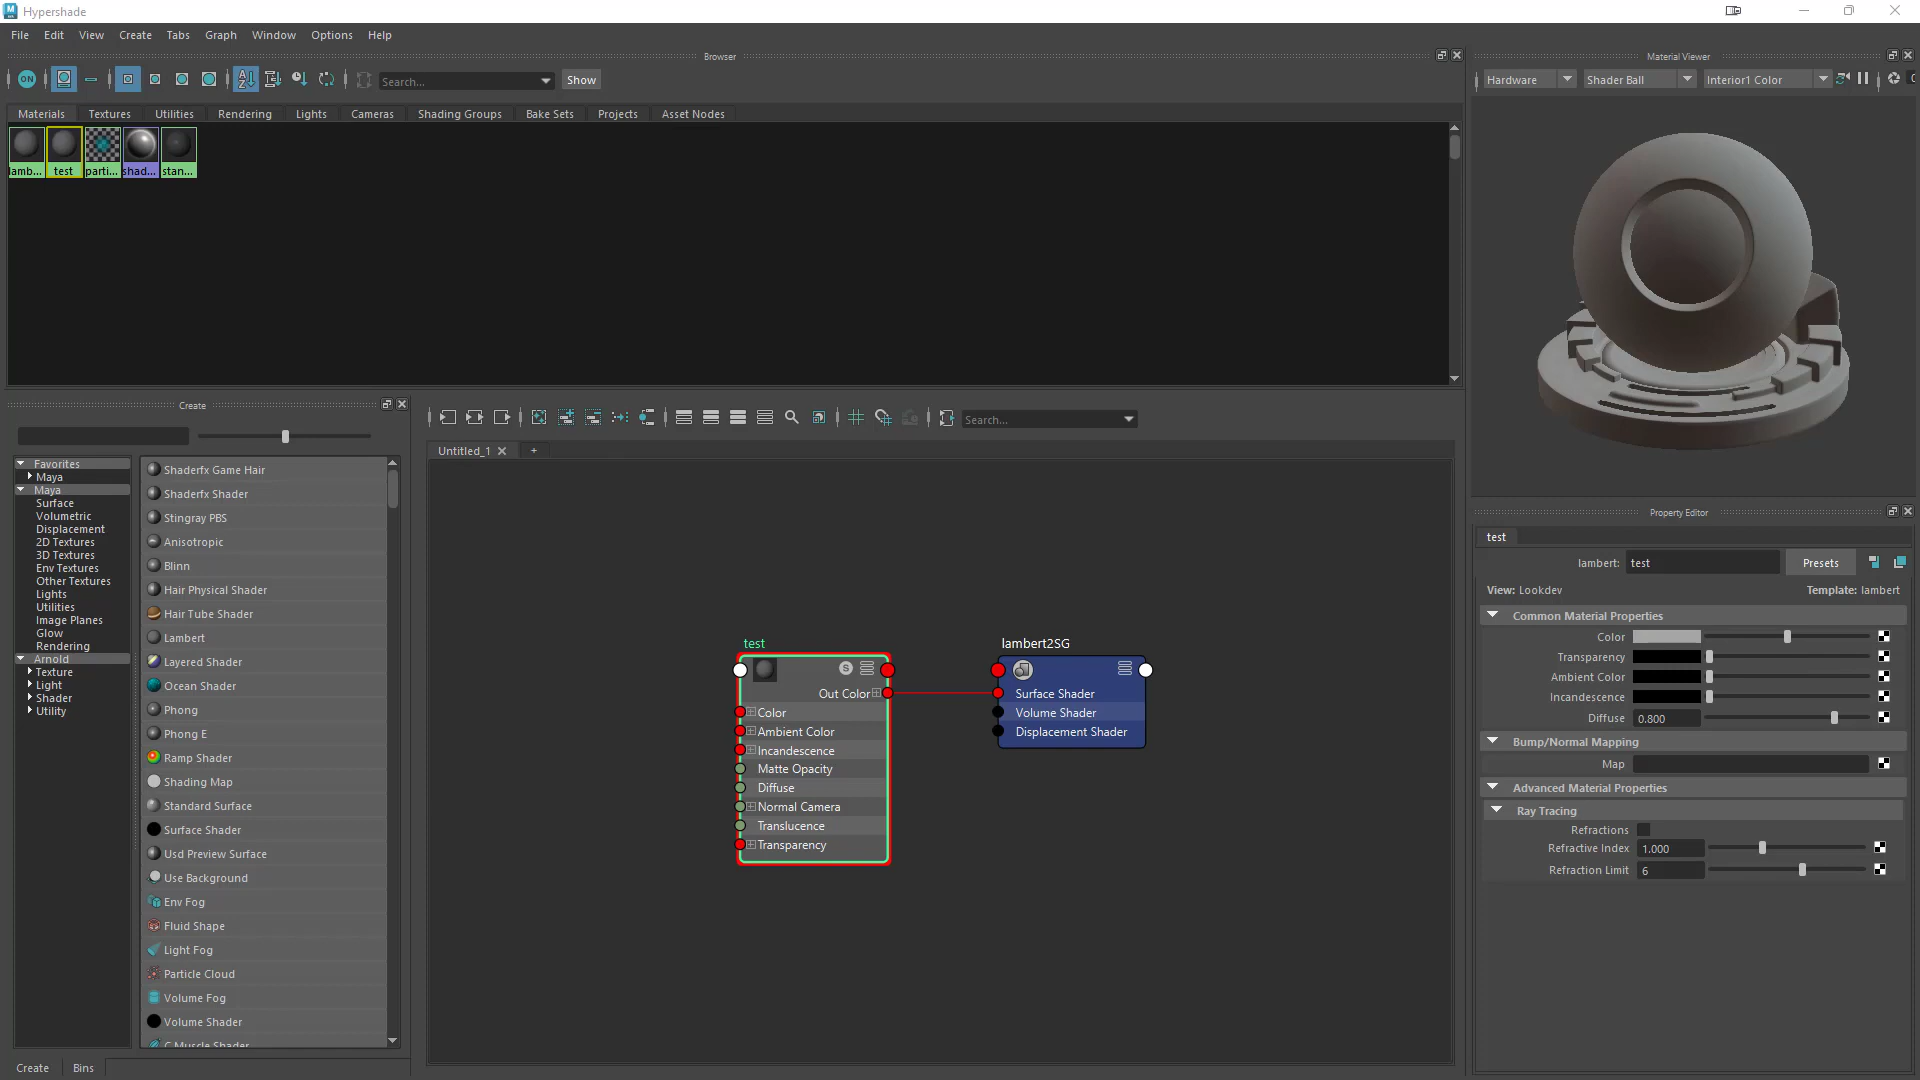 Hypershade
File Edit View Create Tabs Graph Window Options Help
Browser
ON
Search...
Show
Materials Textures Utilities Rendering Lights Cameras Shading Groups Bake Sets Projects Asset Nodes
lamb... test parti... shad... stan...
Material Viewer
Hardware Shader Ball Interior1 Color
Create
Favorites
Maya
Maya
Surface
Volumetric
Displacement
2D Textures
3D Textures
Env Textures
Other Textures
Lights
Utilities
Image Planes
Glow
Rendering
Arnold
Texture
Light
Shader
Utility
Shaderfx Game Hair
Shaderfx Shader
Stingray PBS
Anisotropic
Blinn
Hair Physical Shader
Hair Tube Shader
Lambert
Layered Shader
Ocean Shader
Phong
Phong E
Ramp Shader
Shading Map
Standard Surface
Surface Shader
Usd Preview Surface
Use Background
Env Fog
Fluid Shape
Light Fog
Particle Cloud
Volume Fog
Volume Shader
C Muscle Shader
Create Bins
Search...
Untitled_1 +
test
S
Out Color
Color
Ambient Color
Incandescence
Matte Opacity
Diffuse
Normal Camera
Translucence
Transparency
lambert2SG
Surface Shader
Volume Shader
Displacement Shader
Property Editor
test
lambert: test Presets
View: Lookdev Template: lambert
Common Material Properties
Color
Transparency
Ambient Color
Incandescence
Diffuse 0.800
Bump/Normal Mapping
Map
Advanced Material Properties
Ray Tracing
Refractions
Refractive Index 1.000
Refraction Limit 6